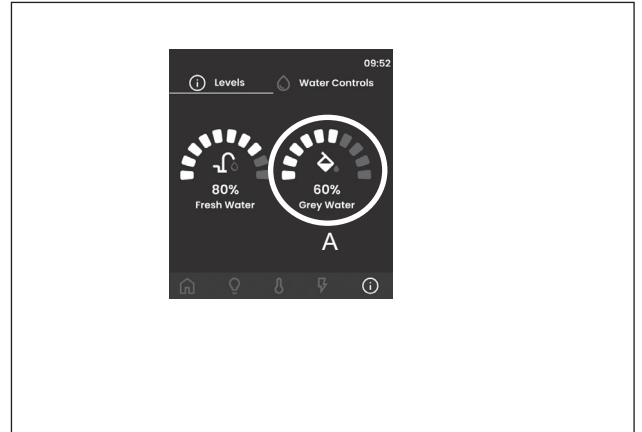 09:52
Levels
Water Controls
80%
60%
Fresh Water
Grey Water
A